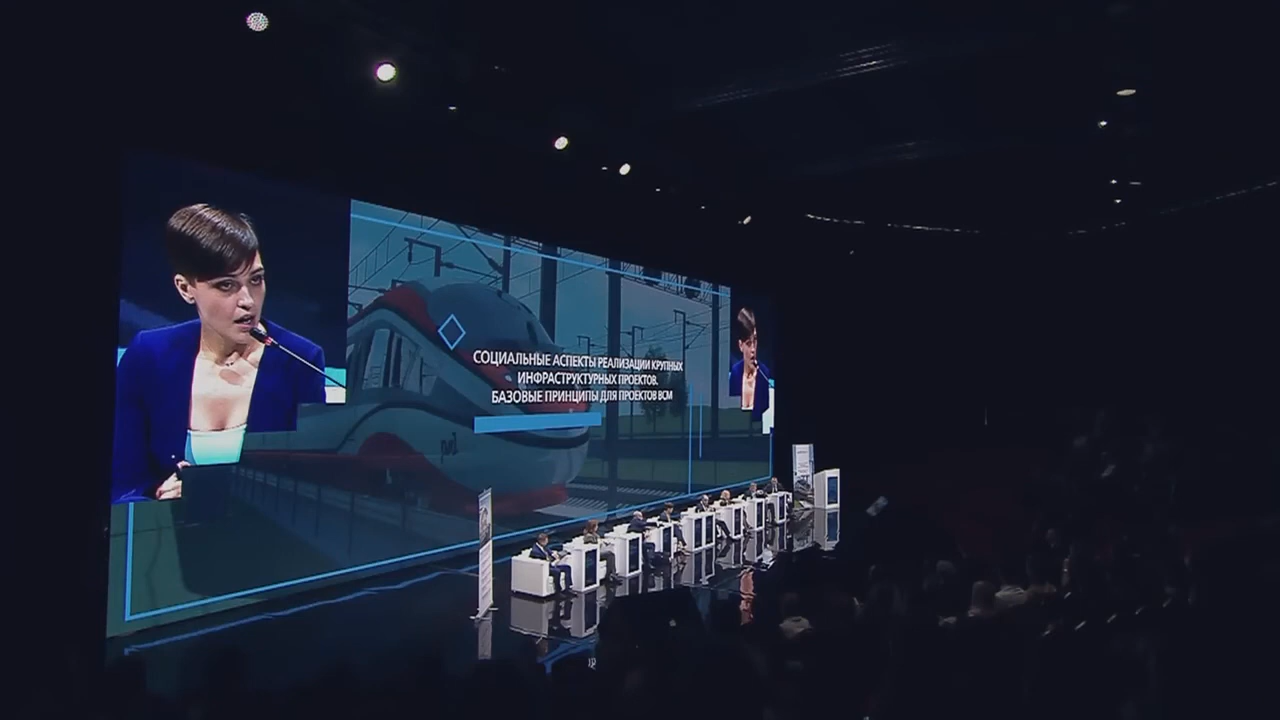 СОЦИАЛЬНЫЕ АСПЕКТЫ РЕАЛИЗАЦИИ КРУПНЫХ
ИНФРАСТРУКТУРНЫХ ПРОЕКТОВ.
БАЗОВЫЕ ПРИНЦИПЫ ДЛЯ ПРОЕКТОВ ВСМ